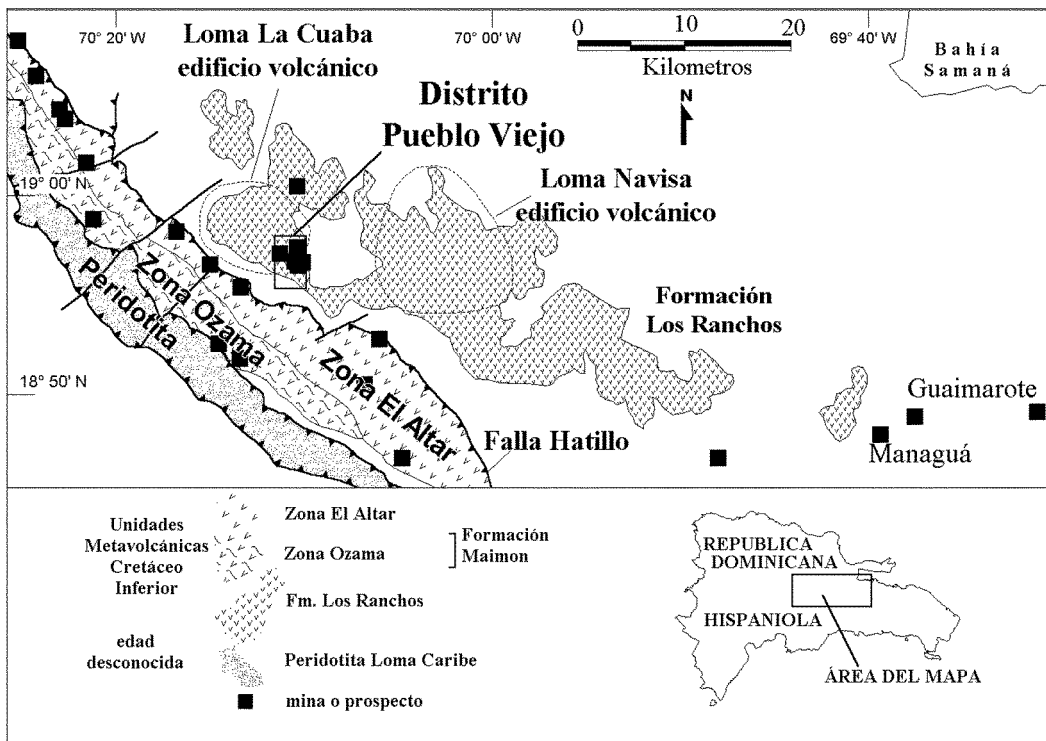 70° 20' W
Loma La Cuaba
edificio volcánico
70° 00' W
0 10 20
Kilometros
69° 40' W
Bahía
Samaná
Distrito
Pueblo Viejo
N
19° 00' N
Loma Navisa
edificio volcánico
Zona Ozama
Peridotita
Zona El Altar
Formación
Los Ranchos
18° 50' N
Guaimarote
Falla Hatillo
Managuá
Unidades
Metavolcánicas
Cretáceo
Inferior
Zona El Altar
Zona Ozama
Formación
Maimon
Fm. Los Ranchos
edad
desconocida
Peridotita Loma Caribe
mina o prospecto
REPUBLICA
DOMINICANA
HISPANIOLA
ÁREA DEL MAPA